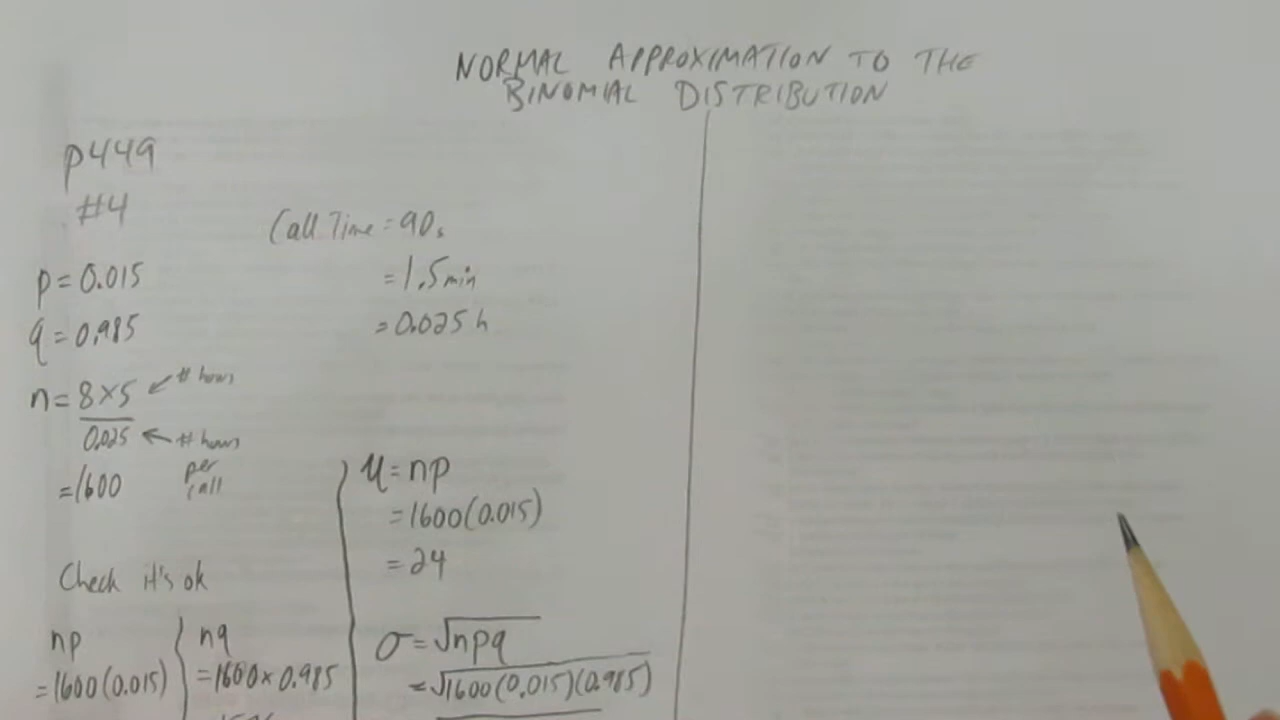 NORMAL APPROXIMATION TO THE
BINOMIAL DISTRIBUTION
p449
#4
Call Time = 90s
= 1.5 min
= 0.025 h
p = 0.015
q = 0.985
n = 8×5 ← # hours
0.025 ← # hours
per
call
= 1600
Check it's ok
np
= 1600(0.015)
nq
= 1600 × 0.985
μ = np
= 1600(0.015)
= 24
σ = √npq
= √1600(0.015)(0.985)